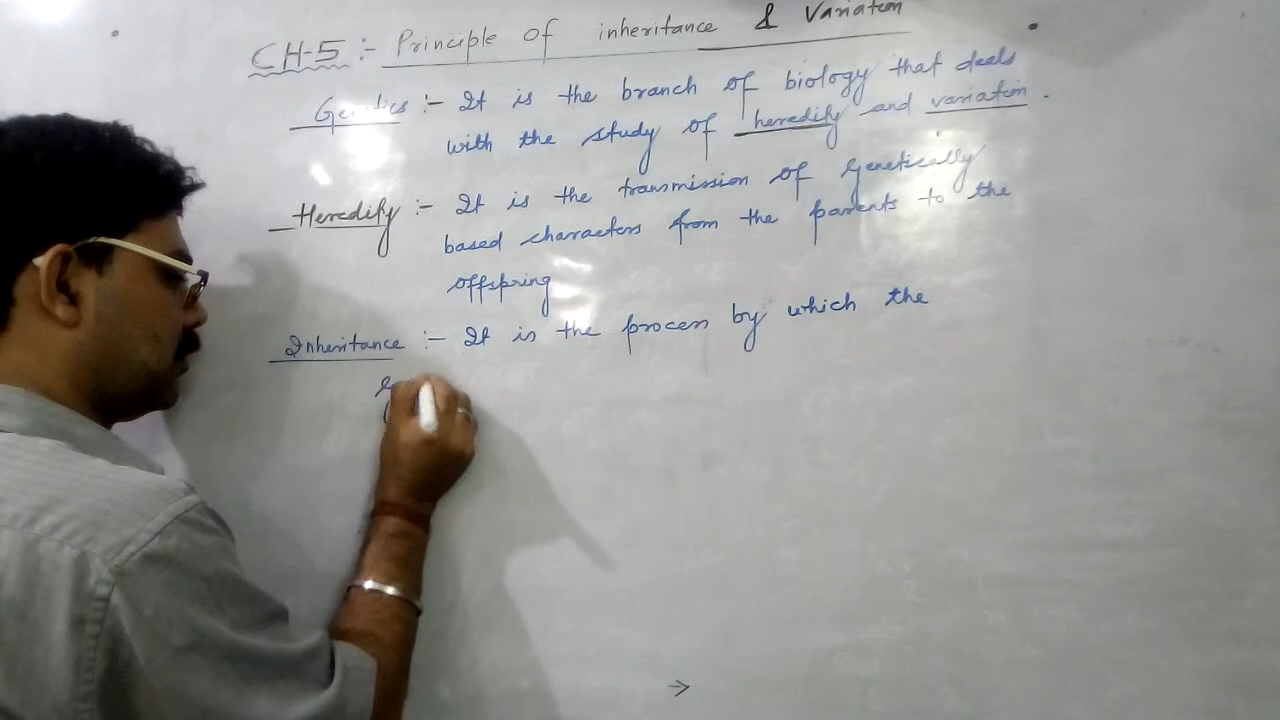 CH-5 :- Principle Of inheritance & Variation
Genetics :- It is the branch of biology that deals
with the study of heredity and variation.
Heredity :- It is the transmission of Genetically
based characters from the parents to the
offspring
Inheritance :- It is the process by which the
→